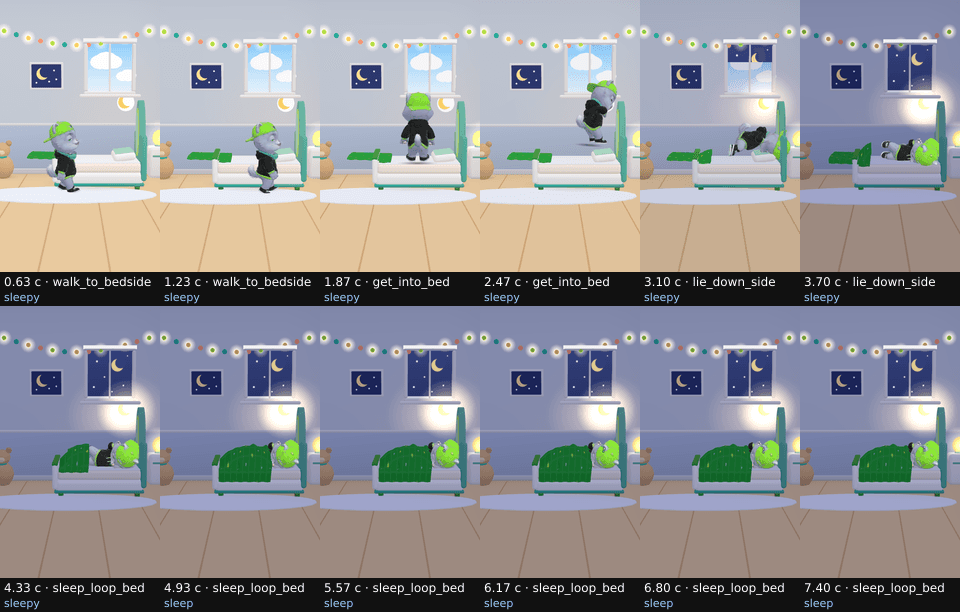 0.63 с · walk_to_bedside
sleepy
1.23 с · walk_to_bedside
sleepy
1.87 с · get_into_bed
sleepy
2.47 с · get_into_bed
sleepy
3.10 с · lie_down_side
sleepy
3.70 с · lie_down_side
sleepy
4.33 с · sleep_loop_bed
sleepy
4.93 с · sleep_loop_bed
sleep
5.57 с · sleep_loop_bed
sleep
6.17 с · sleep_loop_bed
sleep
6.80 с · sleep_loop_bed
sleep
7.40 с · sleep_loop_bed
sleep